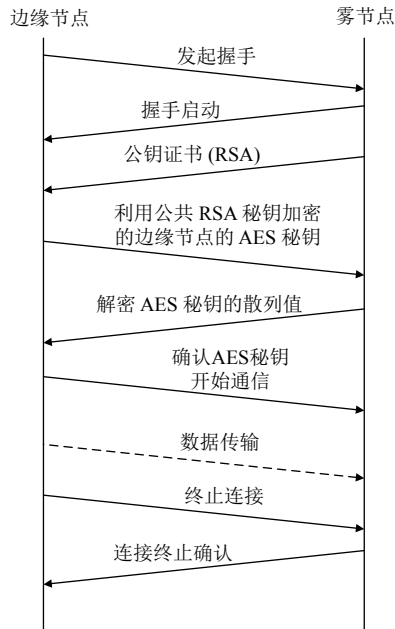 边缘节点
雾节点
发起握手
握手启动
公钥证书 (RSA)
利用公共 RSA 秘钥加密
的边缘节点的 AES 秘钥
解密 AES 秘钥的散列值
确认AES秘钥
开始通信
数据传输
终止连接
连接终止确认